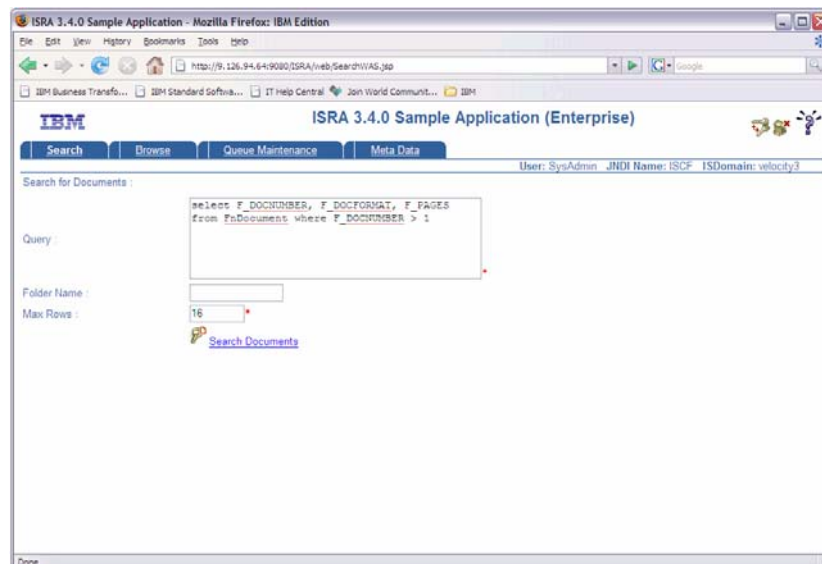 ISRA 3.4.0 Sample Application - Mozilla Firefox: IBM Edition
File Edit View History Bookmarks Tools Help
http://9.126.94.64:9080/ISRA/web/SearchWAS.jsp
Google
IBM Business Transfo... IBM Standard Softwa... IT Help Central Join World Communit... IBM
IBM
ISRA 3.4.0 Sample Application (Enterprise)
Search Browse Queue Maintenance Meta Data
User: SysAdmin JNDI Name: ISCF ISDomain: velocity3
Search for Documents :
Query :
select F_DOCNUMBER, F_DOCFORMAT, F_PAGES
from FnDocument where F_DOCNUMBER > 1
*
Folder Name :
Max Rows : 16 *
Search Documents
Done